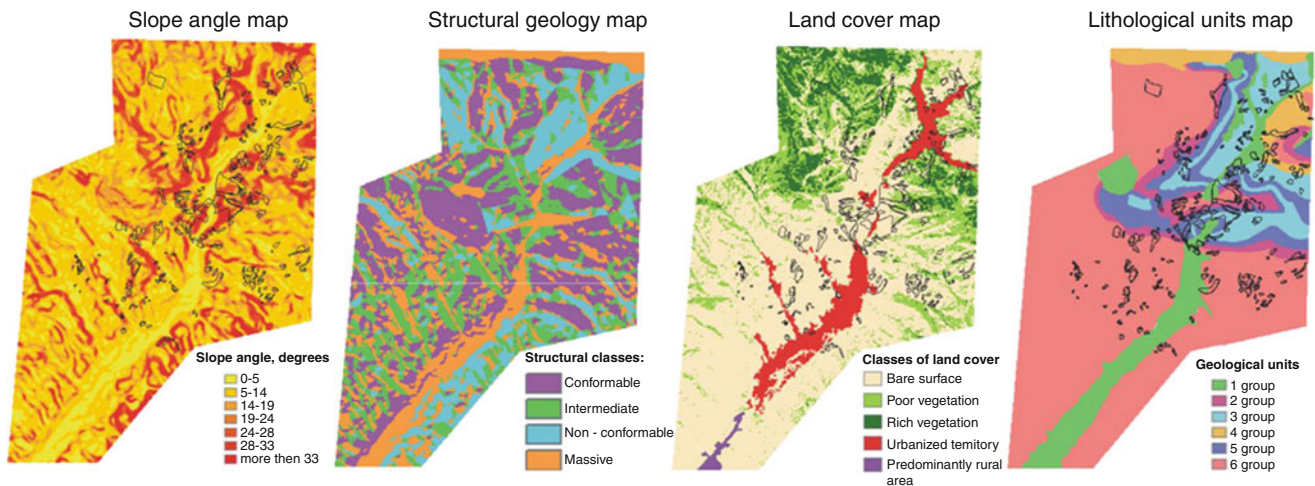 Slope angle map
Structural geology map
Land cover map
Lithological units map
Slope angle, degrees
0-5
5-14
14-19
19-24
24-28
28-33
more then 33
Structural classes:
Conformable
Intermediate
Non - conformable
Massive
Classes of land cover
Bare surface
Poor vegetation
Rich vegetation
Urbanized temitory
Predominantly rural
area
Geological units
1 group
2 group
3 group
4 group
5 group
6 group